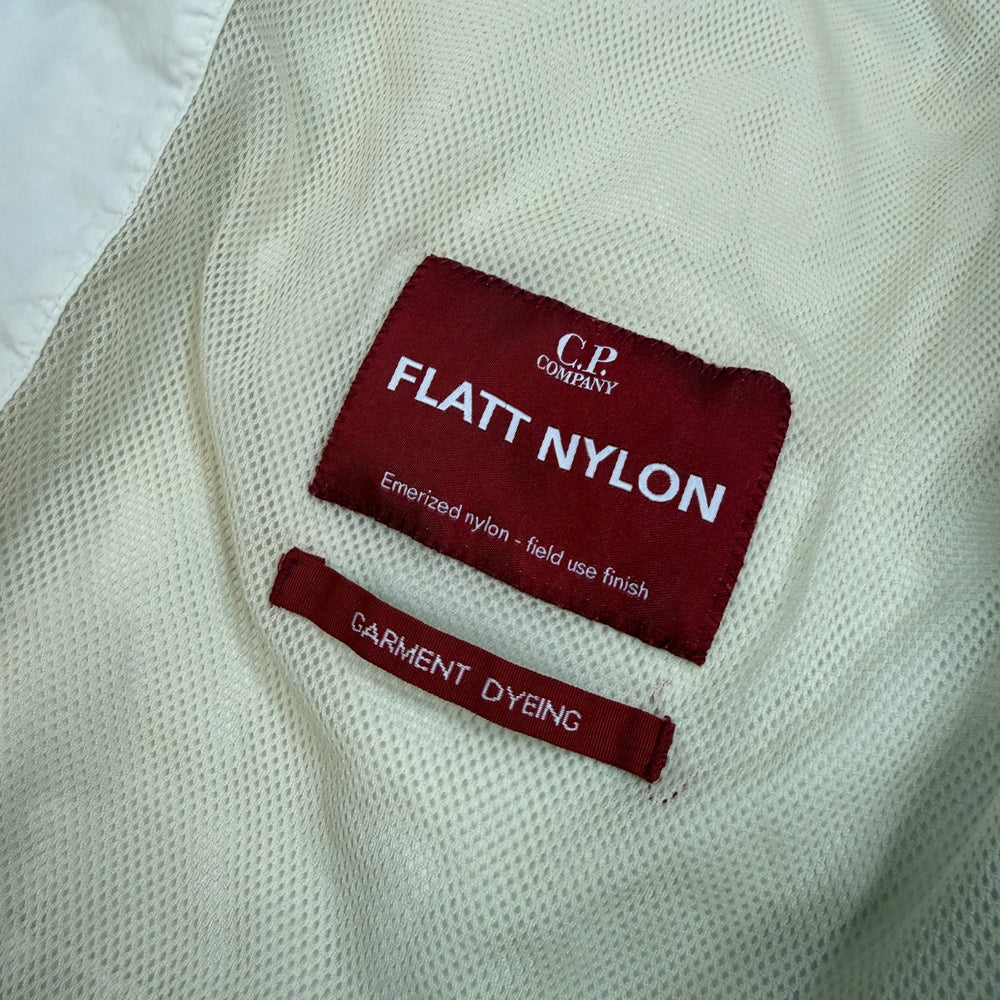 C.P.
COMPANY
FLATT NYLON
Emerized nylon - field use finish
GARMENT DYEING